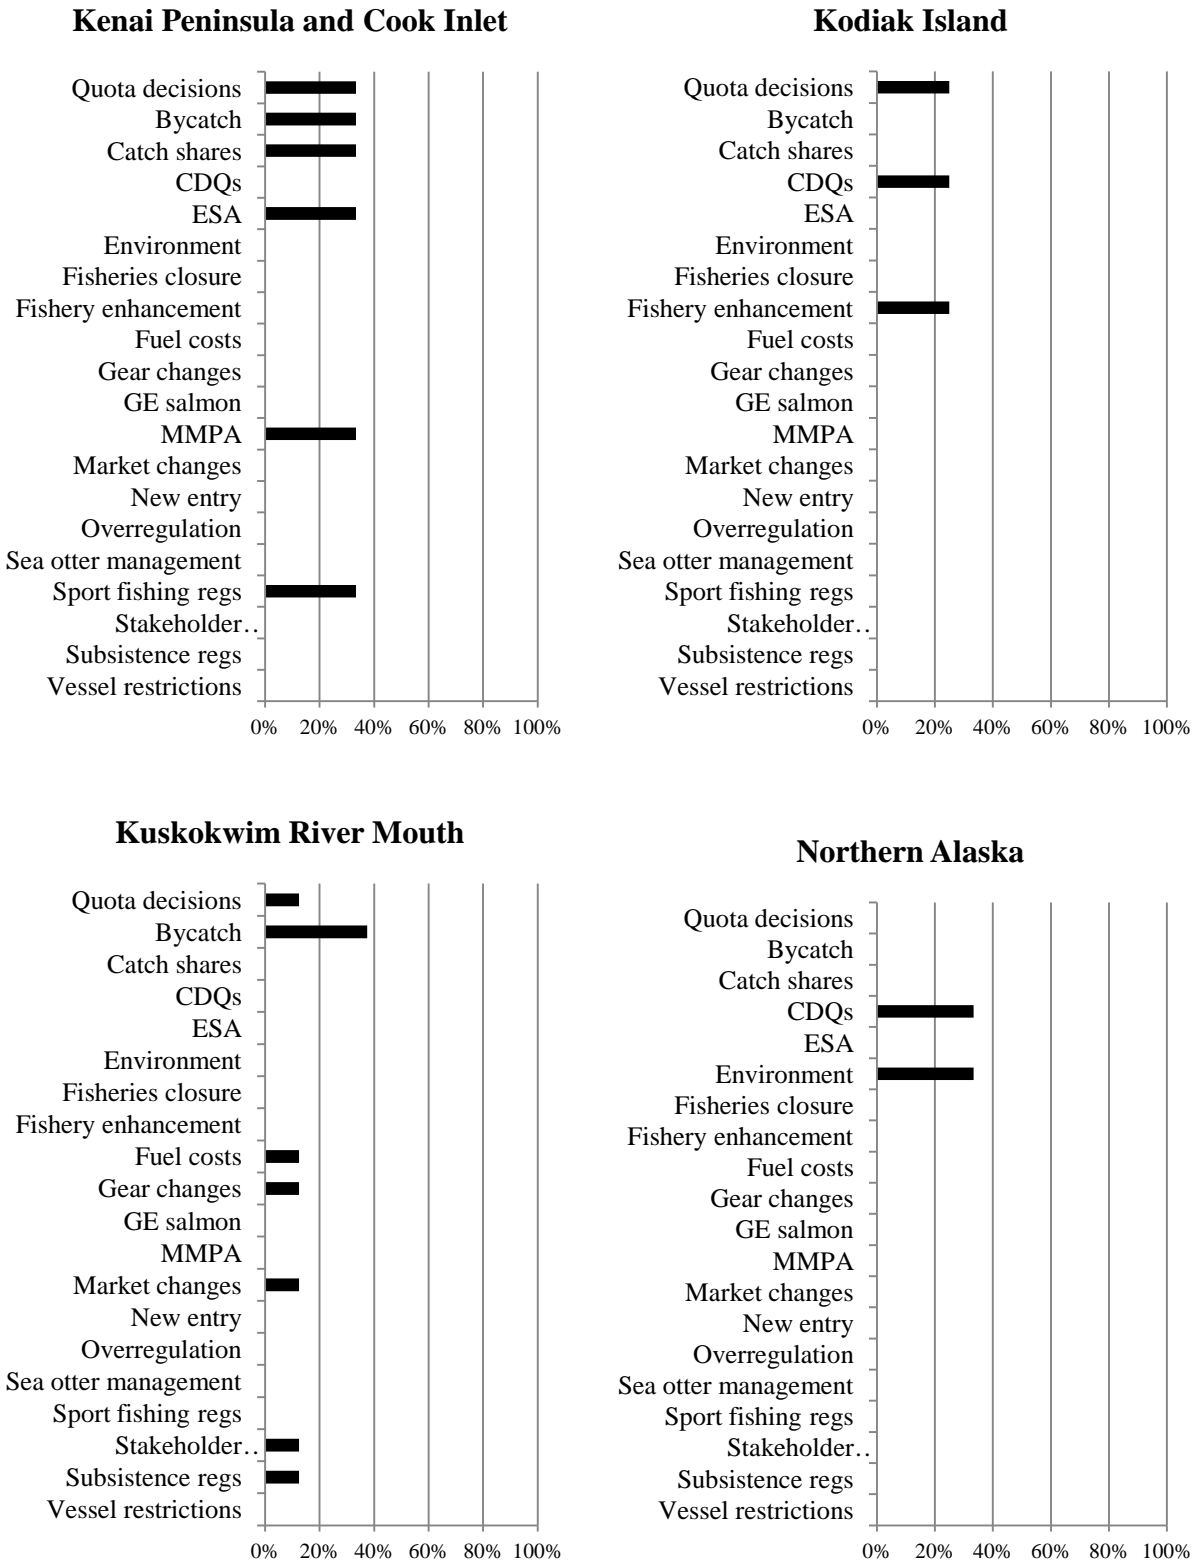 Kenai Peninsula and Cook Inlet
Quota decisions
Bycatch
Catch shares
CDQs
ESA
Environment
Fisheries closure
Fishery enhancement
Fuel costs
Gear changes
GE salmon
MMPA
Market changes
New entry
Overregulation
Sea otter management
Sport fishing regs
Stakeholder..
Subsistence regs
Vessel restrictions
0% 20% 40% 60% 80% 100%
Kodiak Island
Quota decisions
Bycatch
Catch shares
CDQs
ESA
Environment
Fisheries closure
Fishery enhancement
Fuel costs
Gear changes
GE salmon
MMPA
Market changes
New entry
Overregulation
Sea otter management
Sport fishing regs
Stakeholder..
Subsistence regs
Vessel restrictions
0% 20% 40% 60% 80% 100%
Kuskokwim River Mouth
Quota decisions
Bycatch
Catch shares
CDQs
ESA
Environment
Fisheries closure
Fishery enhancement
Fuel costs
Gear changes
GE salmon
MMPA
Market changes
New entry
Overregulation
Sea otter management
Sport fishing regs
Stakeholder..
Subsistence regs
Vessel restrictions
0% 20% 40% 60% 80% 100%
Northern Alaska
Quota decisions
Bycatch
Catch shares
CDQs
ESA
Environment
Fisheries closure
Fishery enhancement
Fuel costs
Gear changes
GE salmon
MMPA
Market changes
New entry
Overregulation
Sea otter management
Sport fishing regs
Stakeholder..
Subsistence regs
Vessel restrictions
0% 20% 40% 60% 80% 100%